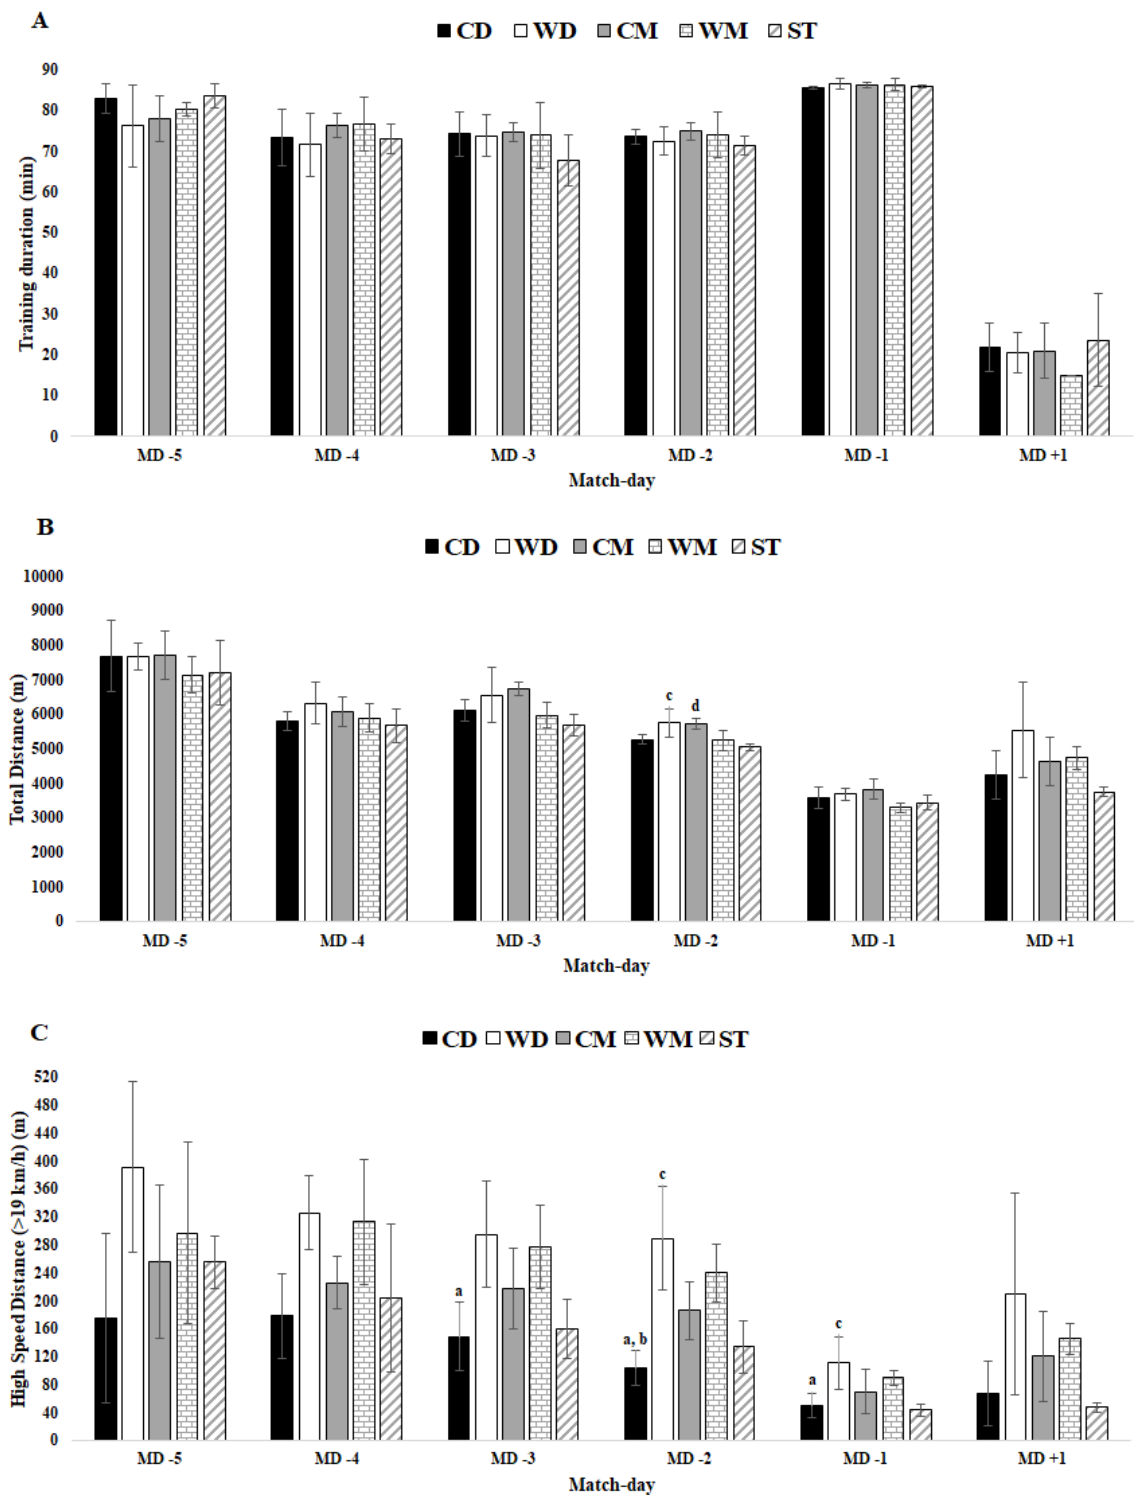 A
CD WD CM WM ST
90
80
70
60
50
40
30
20
10
0
Training duration (min)
MD -5 MD -4 MD -3 MD -2 MD -1 MD +1
Match-day
B
CD WD CM WM ST
10000
9000
8000
7000
6000
5000
4000
3000
2000
1000
0
Total Distance (m)
c
d
MD -5 MD -4 MD -3 MD -2 MD -1 MD +1
Match-day
C
CD WD CM WM ST
520
480
440
400
360
320
280
240
200
160
120
80
40
0
High Speed Distance (>19 km/h) (m)
a
a, b
c
a
c
MD -5 MD -4 MD -3 MD -2 MD -1 MD +1
Match-day